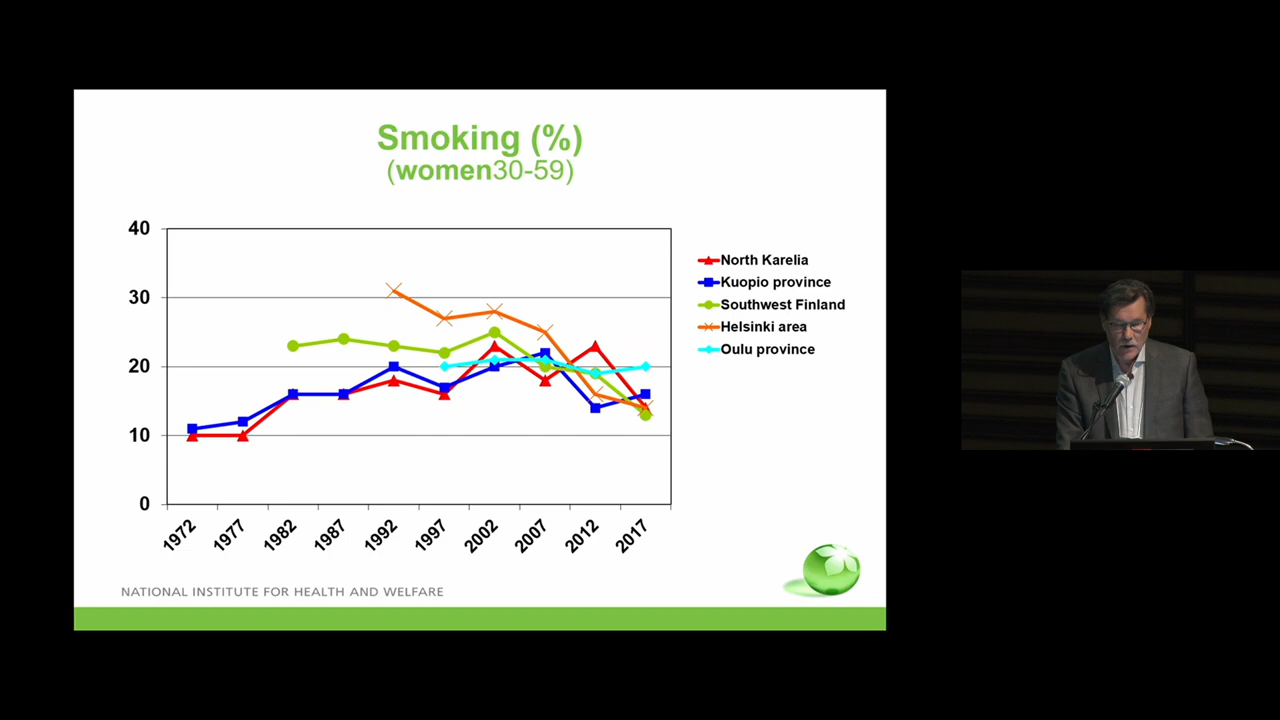 Smoking (%)
(women30-59)
40
30
20
10
0
1972
1977
1982
1987
1992
1997
2002
2007
2012
2017
North Karelia
Kuopio province
Southwest Finland
Helsinki area
Oulu province
NATIONAL INSTITUTE FOR HEALTH AND WELFARE